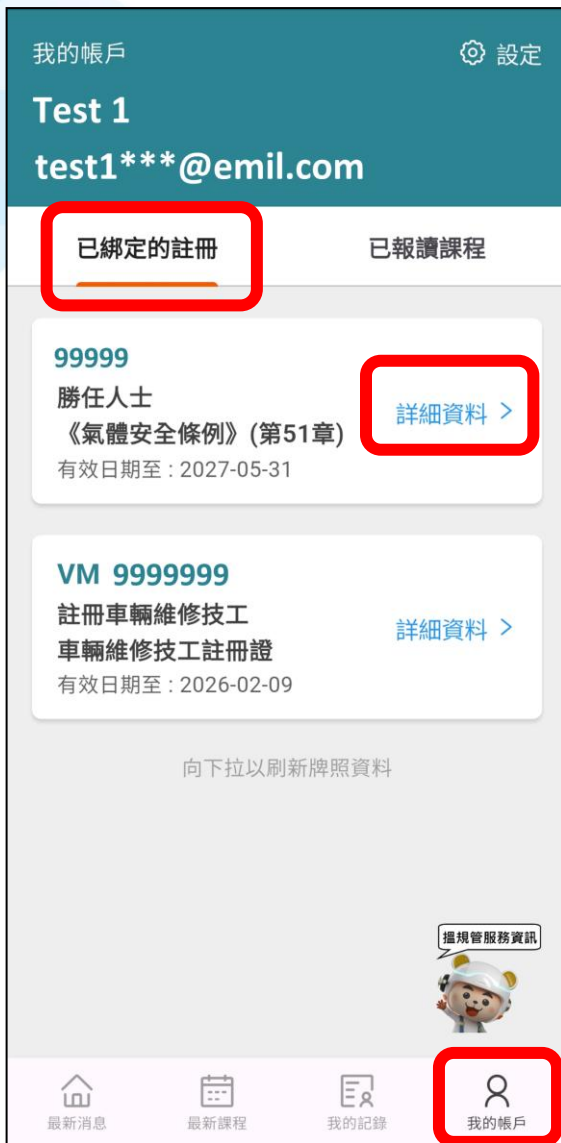 我的帳戶
設定
Test 1
test1***@emil.com
已綁定的註冊
已報讀課程
99999
勝任人士
《氣體安全條例》(第51章)
有效日期至 : 2027-05-31
詳細資料 >
VM 9999999
註冊車輛維修技工
車輛維修技工註冊證
有效日期至 : 2026-02-09
詳細資料 >
向下拉以刷新牌照資料
搵規管服務資訊
最新消息
最新課程
我的記錄
我的帳戶